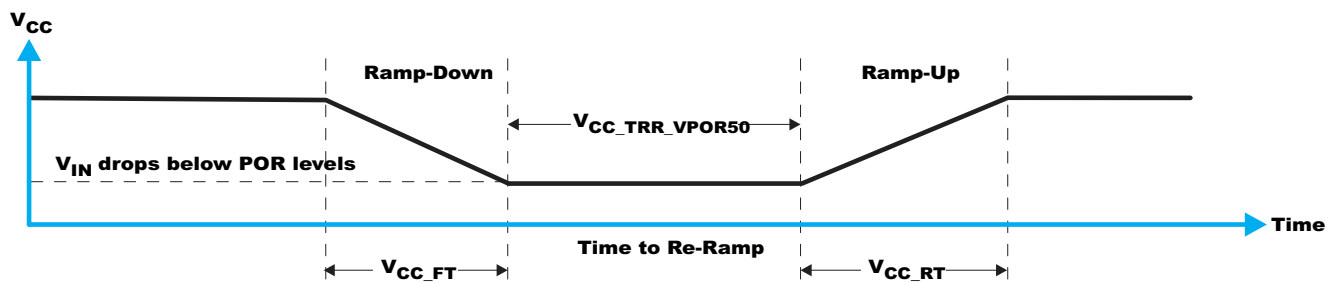 VCC
Ramp-Down
Ramp-Up
VCC_TRR_VPOR50
VIN drops below POR levels
Time
Time to Re-Ramp
VCC_FT
VCC_RT